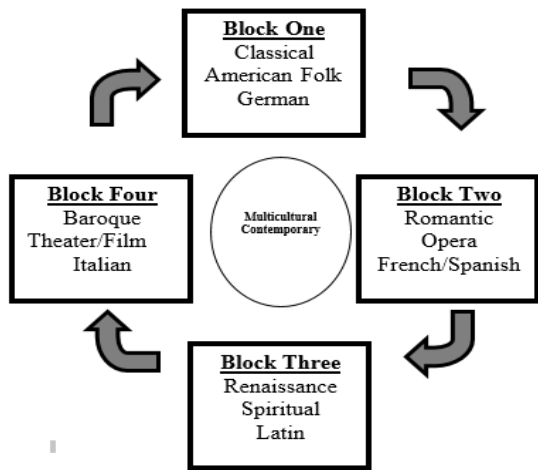 Block One
Classical
American Folk
German
Block Two
Romantic
Opera
French/Spanish
Block Three
Renaissance
Spiritual
Latin
Block Four
Baroque
Theater/Film
Italian
Multicultural
Contemporary